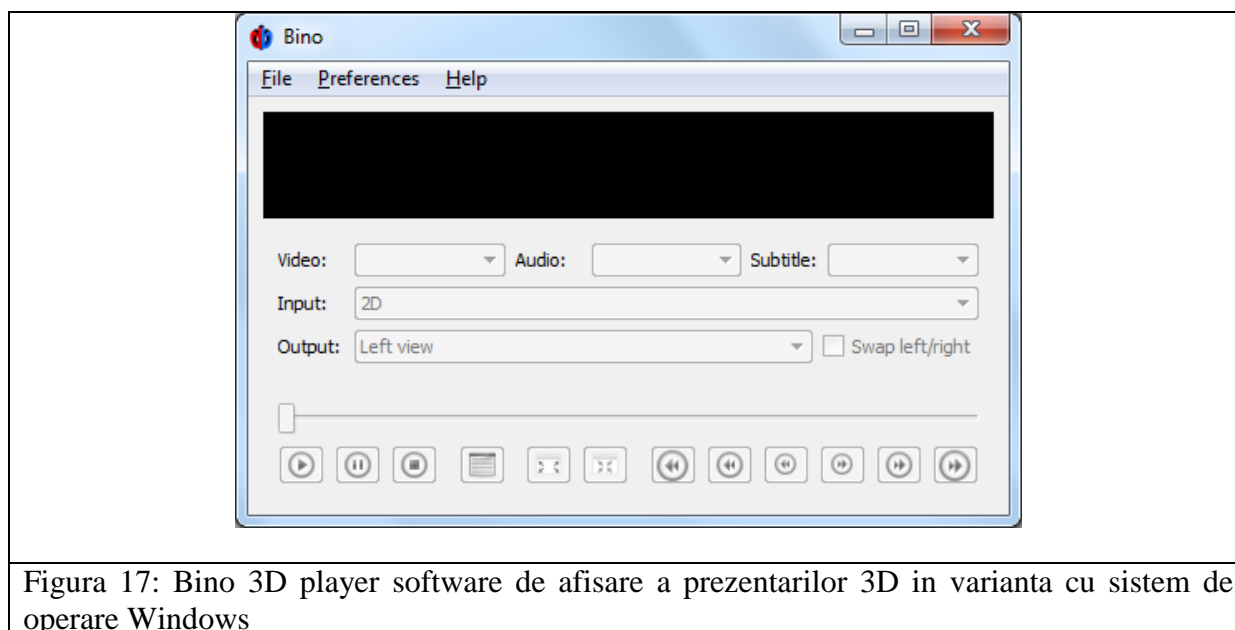 Bino
File Preferences Help
Video: Audio: Subtitle:
Input: 2D
Output: Left view Swap left/right
Figura 17: Bino 3D player software de afisare a prezentarilor 3D in varianta cu sistem de
operare Windows